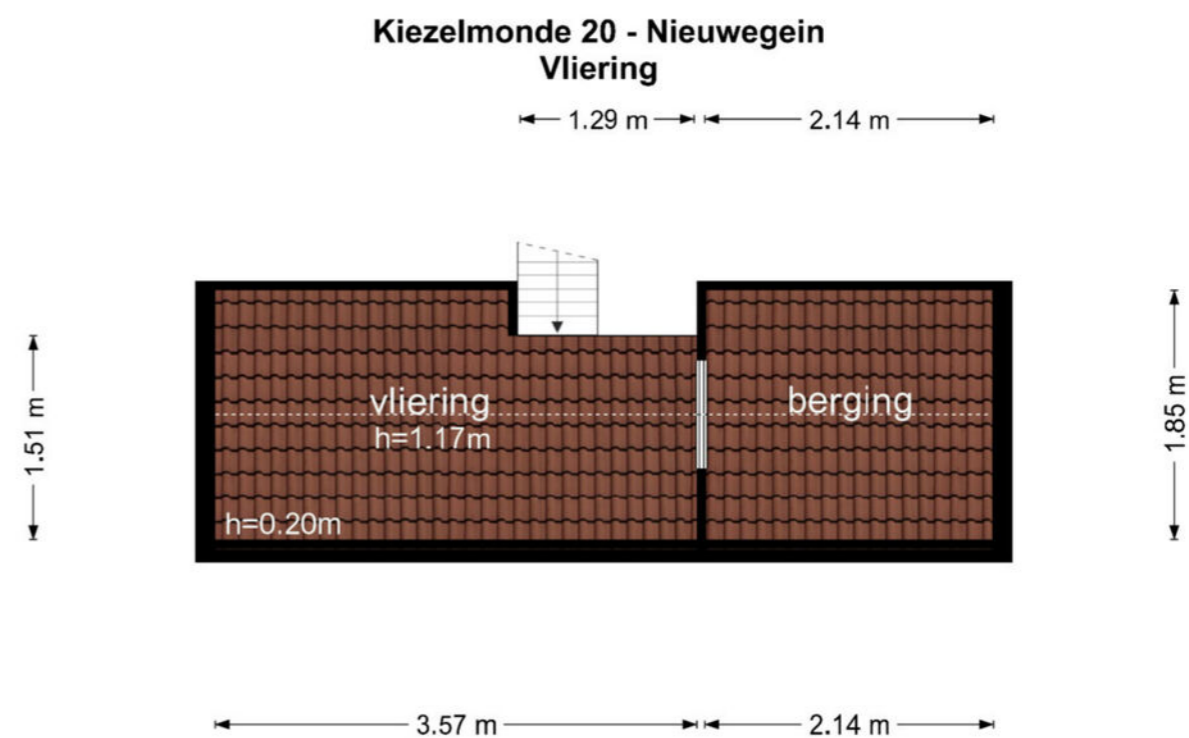 Kiezelmonde 20 - Nieuwegein
Vliering
1.29 m
2.14 m
1.51 m
vliering
h=1.17m
berging
1.85 m
h=0.20m
3.57 m
2.14 m